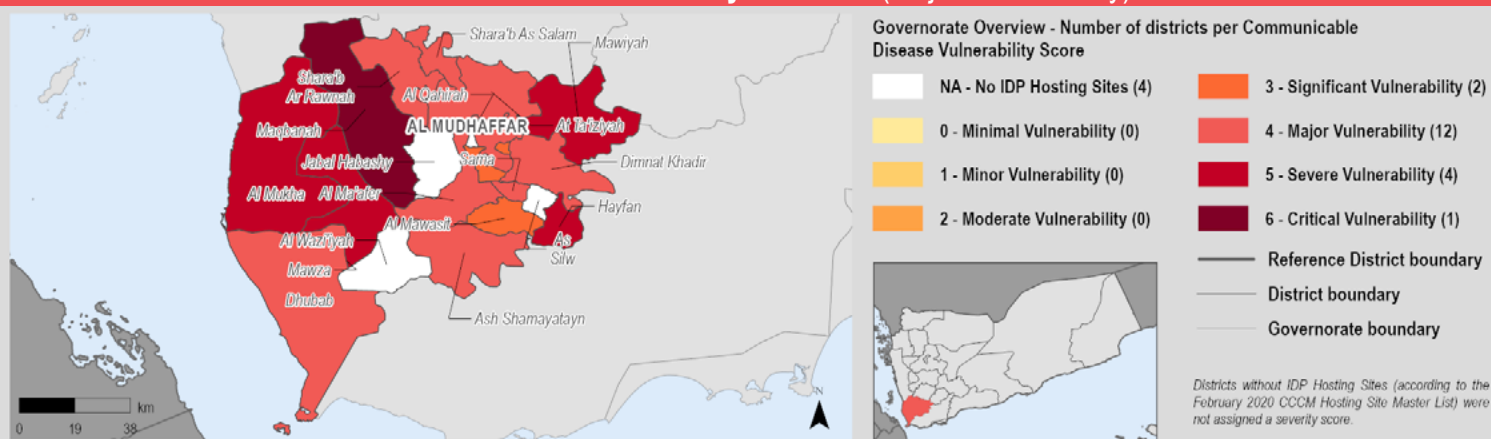 Shara'b As Salam
Mawiyah
Shara'b
Ar Rawnah
Al Qahirah
Maqbanah
AL MUDHAFFAR
At Ta'iziyah
Jabal Habashy
Sama
Dimnat Khadir
Al Mukha
Al Ma'afer
Hayfan
Al Mawasit
Al Wazi'iyah
As
Silw
Mawza
Dhubab
Ash Shamayatayn
km
0 19 38
N
Governorate Overview - Number of districts per Communicable
Disease Vulnerability Score
NA - No IDP Hosting Sites (4)
0 - Minimal Vulnerability (0)
1 - Minor Vulnerability (0)
2 - Moderate Vulnerability (0)
3 - Significant Vulnerability (2)
4 - Major Vulnerability (12)
5 - Severe Vulnerability (4)
6 - Critical Vulnerability (1)
Reference District boundary
District boundary
Governorate boundary
Districts without IDP Hosting Sites (according to the
February 2020 CCCM Hosting Site Master List) were
not assigned a severity score.